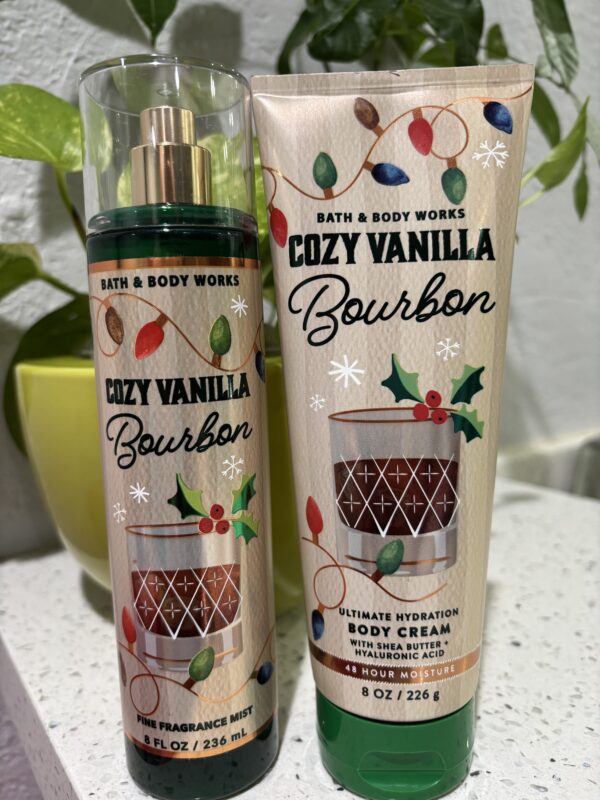 BATH & BODY WORKS
COZY VANILLA
Bourbon
FINE FRAGRANCE MIST
8 FL OZ / 236 mL
BATH & BODY WORKS
COZY VANILLA
Bourbon
ULTIMATE HYDRATION
BODY CREAM
WITH SHEA BUTTER +
HYALURONIC ACID
48 HOUR MOISTURE
8 OZ / 226 g